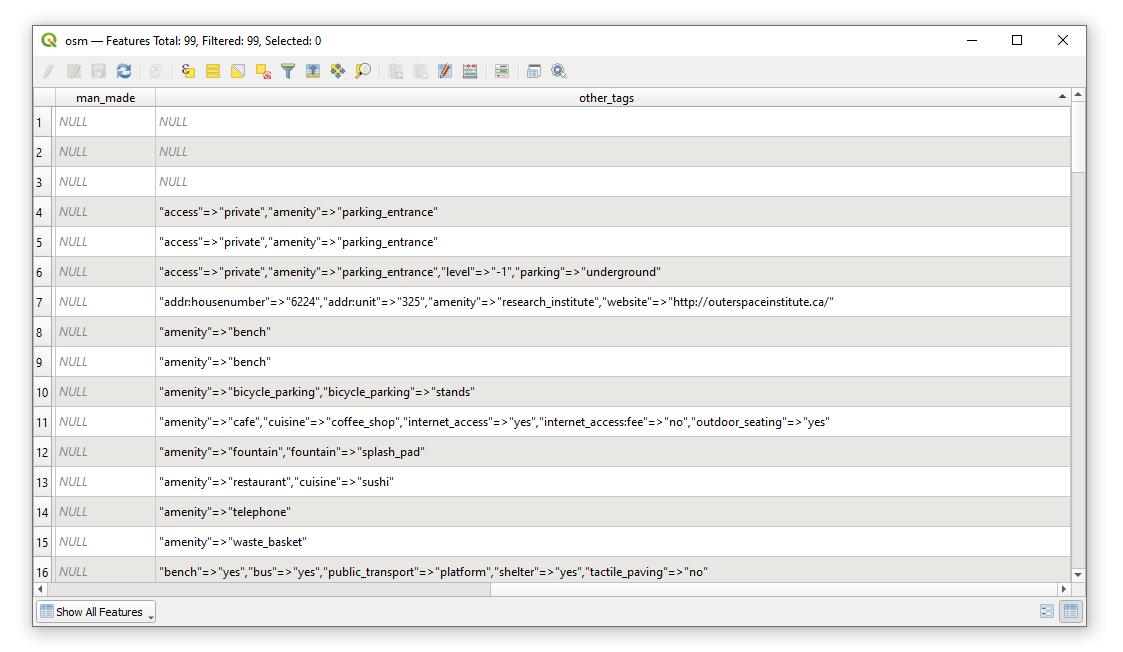 osm — Features Total: 99, Filtered: 99, Selected: 0
man_made other_tags
1 NULL NULL
2 NULL NULL
3 NULL NULL
4 NULL "access"=>"private","amenity"=>"parking_entrance"
5 NULL "access"=>"private","amenity"=>"parking_entrance"
6 NULL "access"=>"private","amenity"=>"parking_entrance","level"=>"-1","parking"=>"underground"
7 NULL "addr:housenumber"=>"6224","addr:unit"=>"325","amenity"=>"research_institute","website"=>"http://outerspaceinstitute.ca/"
8 NULL "amenity"=>"bench"
9 NULL "amenity"=>"bench"
10 NULL "amenity"=>"bicycle_parking","bicycle_parking"=>"stands"
11 NULL "amenity"=>"cafe","cuisine"=>"coffee_shop","internet_access"=>"yes","internet_access:fee"=>"no","outdoor_seating"=>"yes"
12 NULL "amenity"=>"fountain","fountain"=>"splash_pad"
13 NULL "amenity"=>"restaurant","cuisine"=>"sushi"
14 NULL "amenity"=>"telephone"
15 NULL "amenity"=>"waste_basket"
16 NULL "bench"=>"yes","bus"=>"yes","public_transport"=>"platform","shelter"=>"yes","tactile_paving"=>"no"
Show All Features